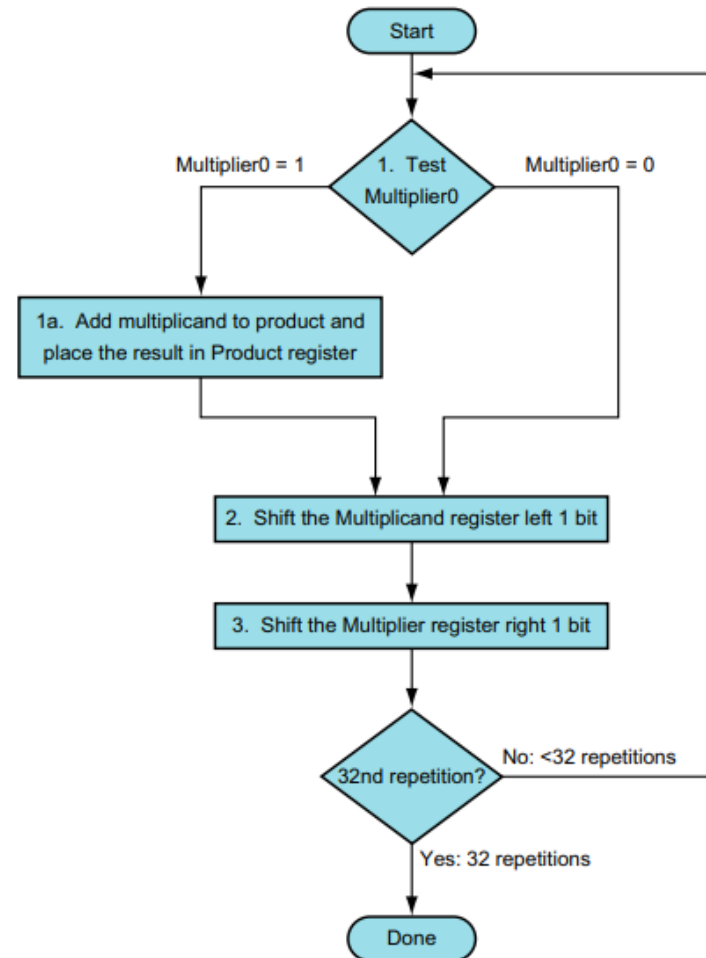 Start
Multiplier0 = 1
1. Test
Multiplier0
Multiplier0 = 0
1a. Add multiplicand to product and
place the result in Product register
2. Shift the Multiplicand register left 1 bit
3. Shift the Multiplier register right 1 bit
32nd repetition?
No: <32 repetitions
Yes: 32 repetitions
Done